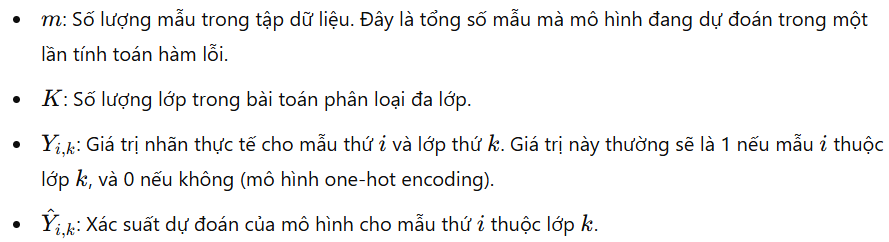 • m: Số lượng mẫu trong tập dữ liệu. Đây là tổng số mẫu mà mô hình đang dự đoán trong một
lần tính toán hàm lỗi.
• K: Số lượng lớp trong bài toán phân loại đa lớp.
• Y_{i,k}: Giá trị nhãn thực tế cho mẫu thứ i và lớp thứ k. Giá trị này thường sẽ là 1 nếu mẫu i thuộc
lớp k, và 0 nếu không (mô hình one-hot encoding).
• Ŷ_{i,k}: Xác suất dự đoán của mô hình cho mẫu thứ i thuộc lớp k.